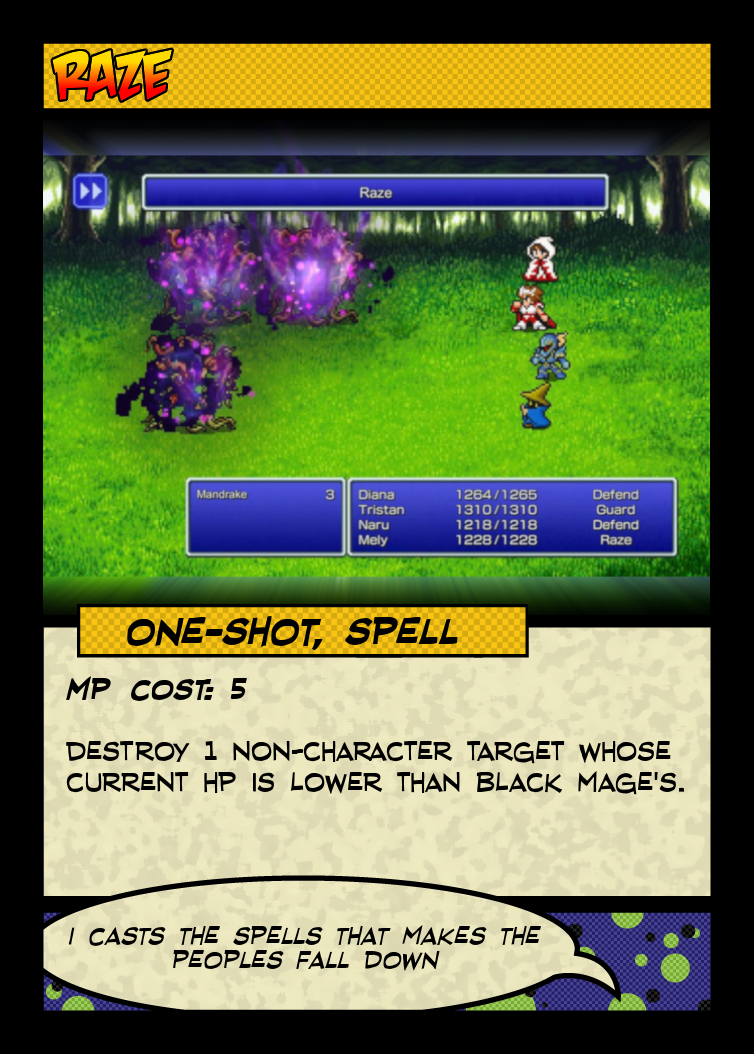 RAZE
Raze
Mandrake 3
Diana 1264/1265 Defend
Tristan 1310/1310 Guard
Naru 1218/1218 Defend
Mely 1228/1228 Raze
ONE-SHOT, SPELL
MP COST: 5
DESTROY 1 NON-CHARACTER TARGET WHOSE
CURRENT HP IS LOWER THAN BLACK MAGE'S.
I CASTS THE SPELLS THAT MAKES THE
PEOPLES FALL DOWN